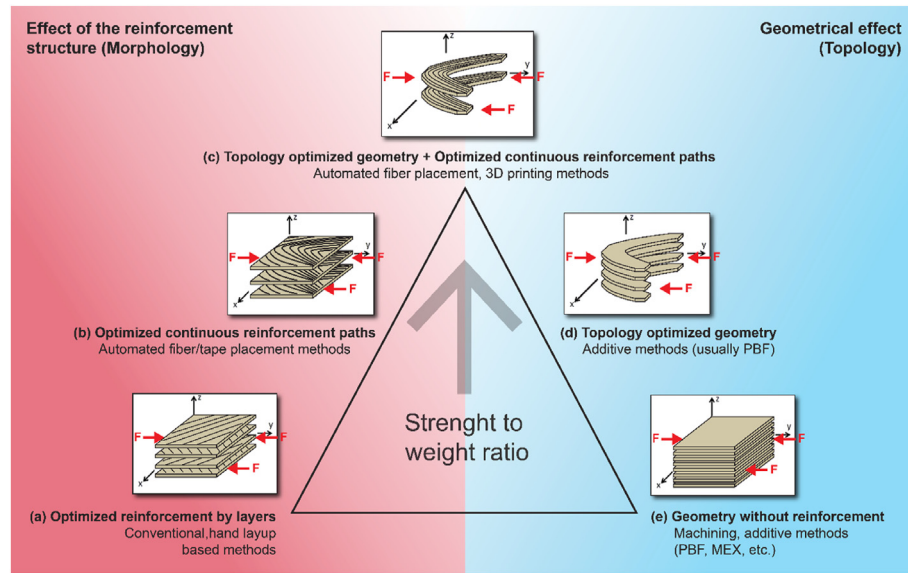 Effect of the reinforcement
structure (Morphology)
Geometrical effect
(Topology)
z
y
x
F
F
F
(c) Topology optimized geometry + Optimized continuous reinforcement paths
Automated fiber placement, 3D printing methods
z
y
x
F
F
F
(b) Optimized continuous reinforcement paths
Automated fiber/tape placement methods
z
y
x
F
F
F
(d) Topology optimized geometry
Additive methods (usually PBF)
Strenght to
weight ratio
z
y
x
F
F
F
(a) Optimized reinforcement by layers
Conventional,hand layup
based methods
z
y
x
F
F
F
(e) Geometry without reinforcement
Machining, additive methods
(PBF, MEX, etc.)